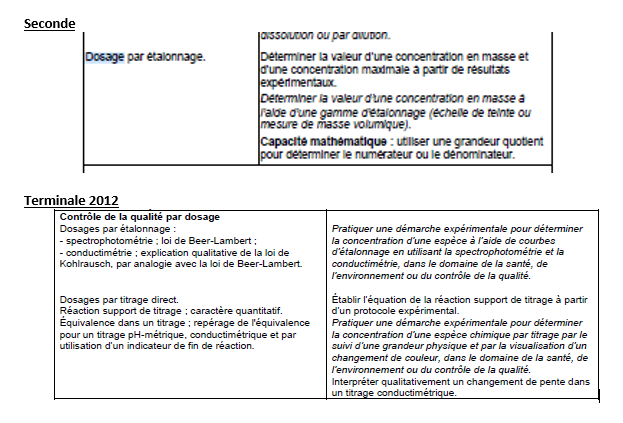 Seconde
dissolution ou par dilution.
Dosage par étalonnage.
Déterminer la valeur d'une concentration en masse et
d'une concentration maximale à partir de résultats
expérimentaux.
Déterminer la valeur d'une concentration en masse à
l'aide d'une gamme d'étalonnage (échelle de teinte ou
mesure de masse volumique).
Capacité mathématique : utiliser une grandeur quotient
pour déterminer le numérateur ou le dénominateur.
Terminale 2012
Contrôle de la qualité par dosage
Dosages par étalonnage :
- spectrophotométrie ; loi de Beer-Lambert ;
- conductimétrie ; explication qualitative de la loi de
Kohlrausch, par analogie avec la loi de Beer-Lambert.
Pratiquer une démarche expérimentale pour déterminer
la concentration d'une espèce à l'aide de courbes
d'étalonnage en utilisant la spectrophotométrie et la
conductimétrie, dans le domaine de la santé, de
l'environnement ou du contrôle de la qualité.
Dosages par titrage direct.
Réaction support de titrage ; caractère quantitatif.
Équivalence dans un titrage ; repérage de l'équivalence
pour un titrage pH-métrique, conductimétrique et par
utilisation d'un indicateur de fin de réaction.
Établir l'équation de la réaction support de titrage à partir
d'un protocole expérimental.
Pratiquer une démarche expérimentale pour déterminer
la concentration d'une espèce chimique par titrage par le
suivi d'une grandeur physique et par la visualisation d'un
changement de couleur, dans le domaine de la santé, de
l'environnement ou du contrôle de la qualité.
Interpréter qualitativement un changement de pente dans
un titrage conductimétrique.